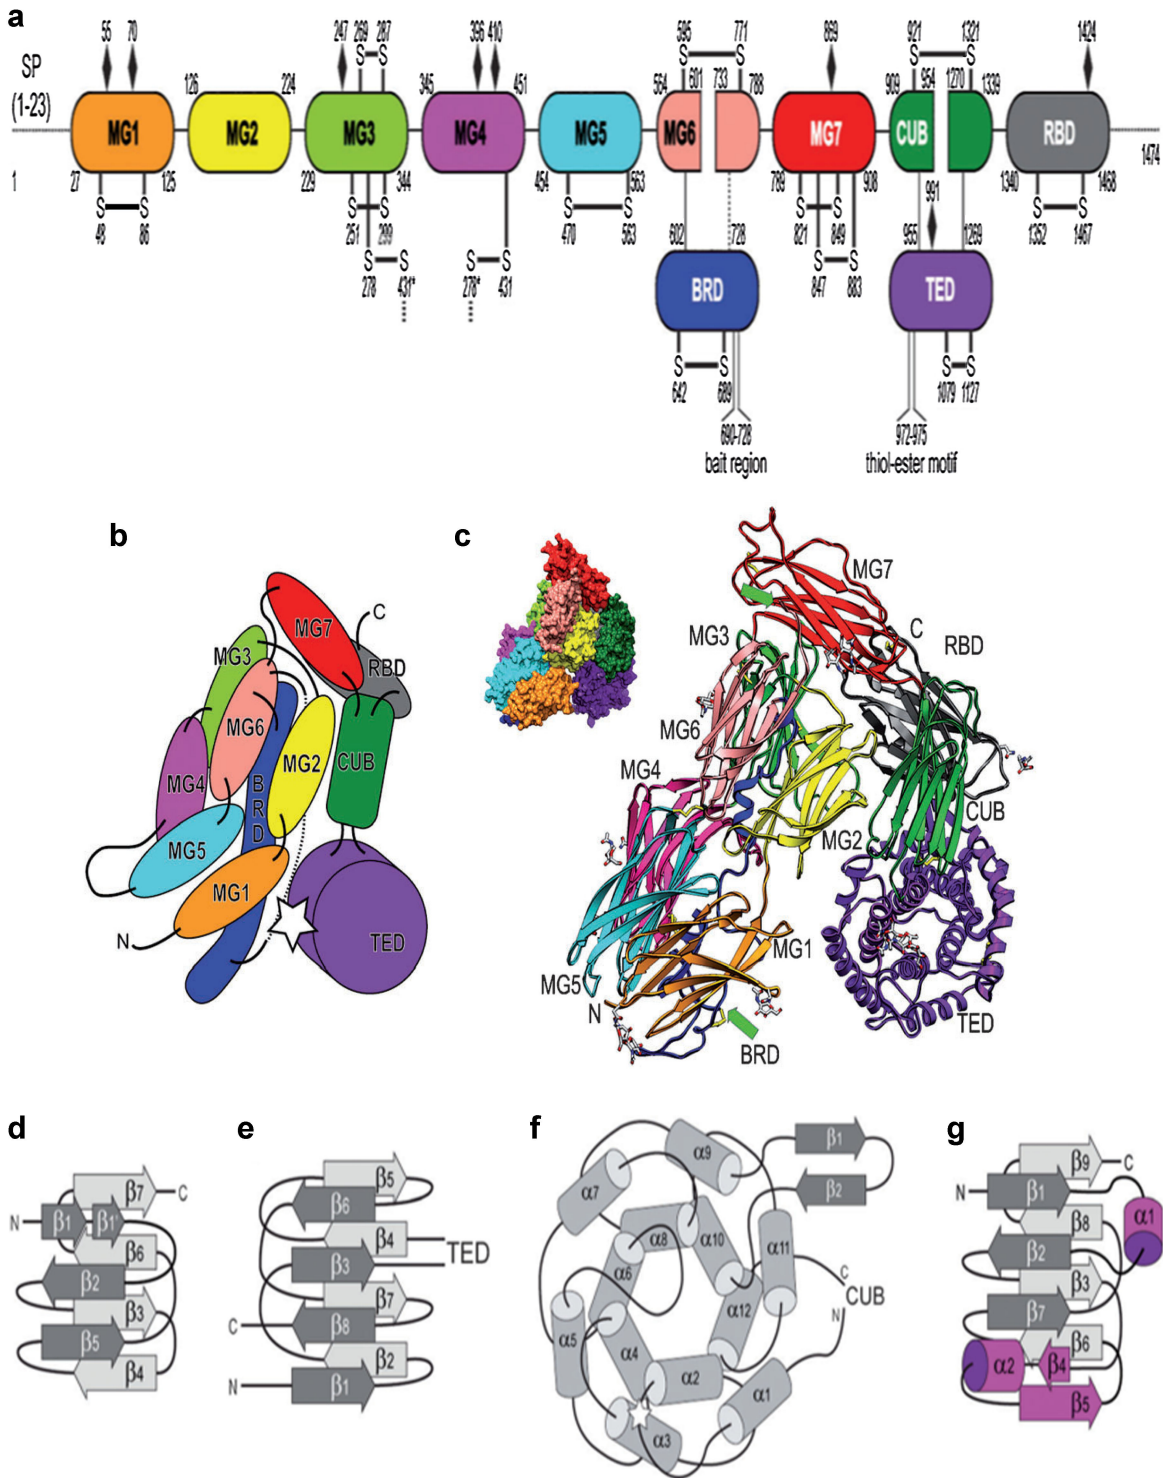 a
55 70 247 269 287 396 410 595 771 869 921 1321 1424
S S S S S S
SP
(1-23)
126 224 345 451 564 601 733 788 909 954 1270 1339
MG1 MG2 MG3 MG4 MG5 MG6 MG7 CUB RBD
1 1474
27 125 229 344 454 563 789 908 991 1340 1468
S S S S S S S S S S
48 86 251 299 470 563 602 728 821 849 955 1269 1352 1467
S S S S S S
278 431* 278* 431 847 883
BRD TED
S S S S
642 689 1079 1127
690-728 972-975
bait region thiol-ester motif
b
MG7
C
MG3
RBD
MG6
MG2
CUB
MG4
B
R
D
MG5
MG1
N
TED
c
MG7
MG3
C
RBD
MG6
MG4
CUB
MG2
MG1
MG5
N
TED
BRD
d
β7
C
N
β1
β1'
β6
β2
β3
β5
β4
e
β5
β6
β4
TED
β3
β7
C
β8
β2
N
β1
f
α9
β1
α7
β2
α8
α10
α11
α6
C
CUB
N
α5
α12
α4
α2
α1
α3
g
β9
C
N
β1
α1
β8
β2
β3
β7
β6
α2
β4
β5